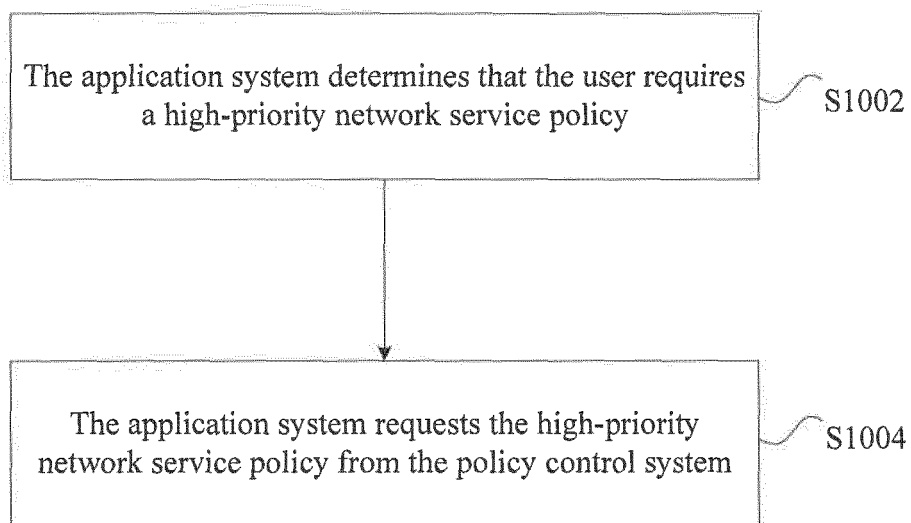 The application system determines that the user requires
a high-priority network service policy
S1002
The application system requests the high-priority
network service policy from the policy control system
S1004